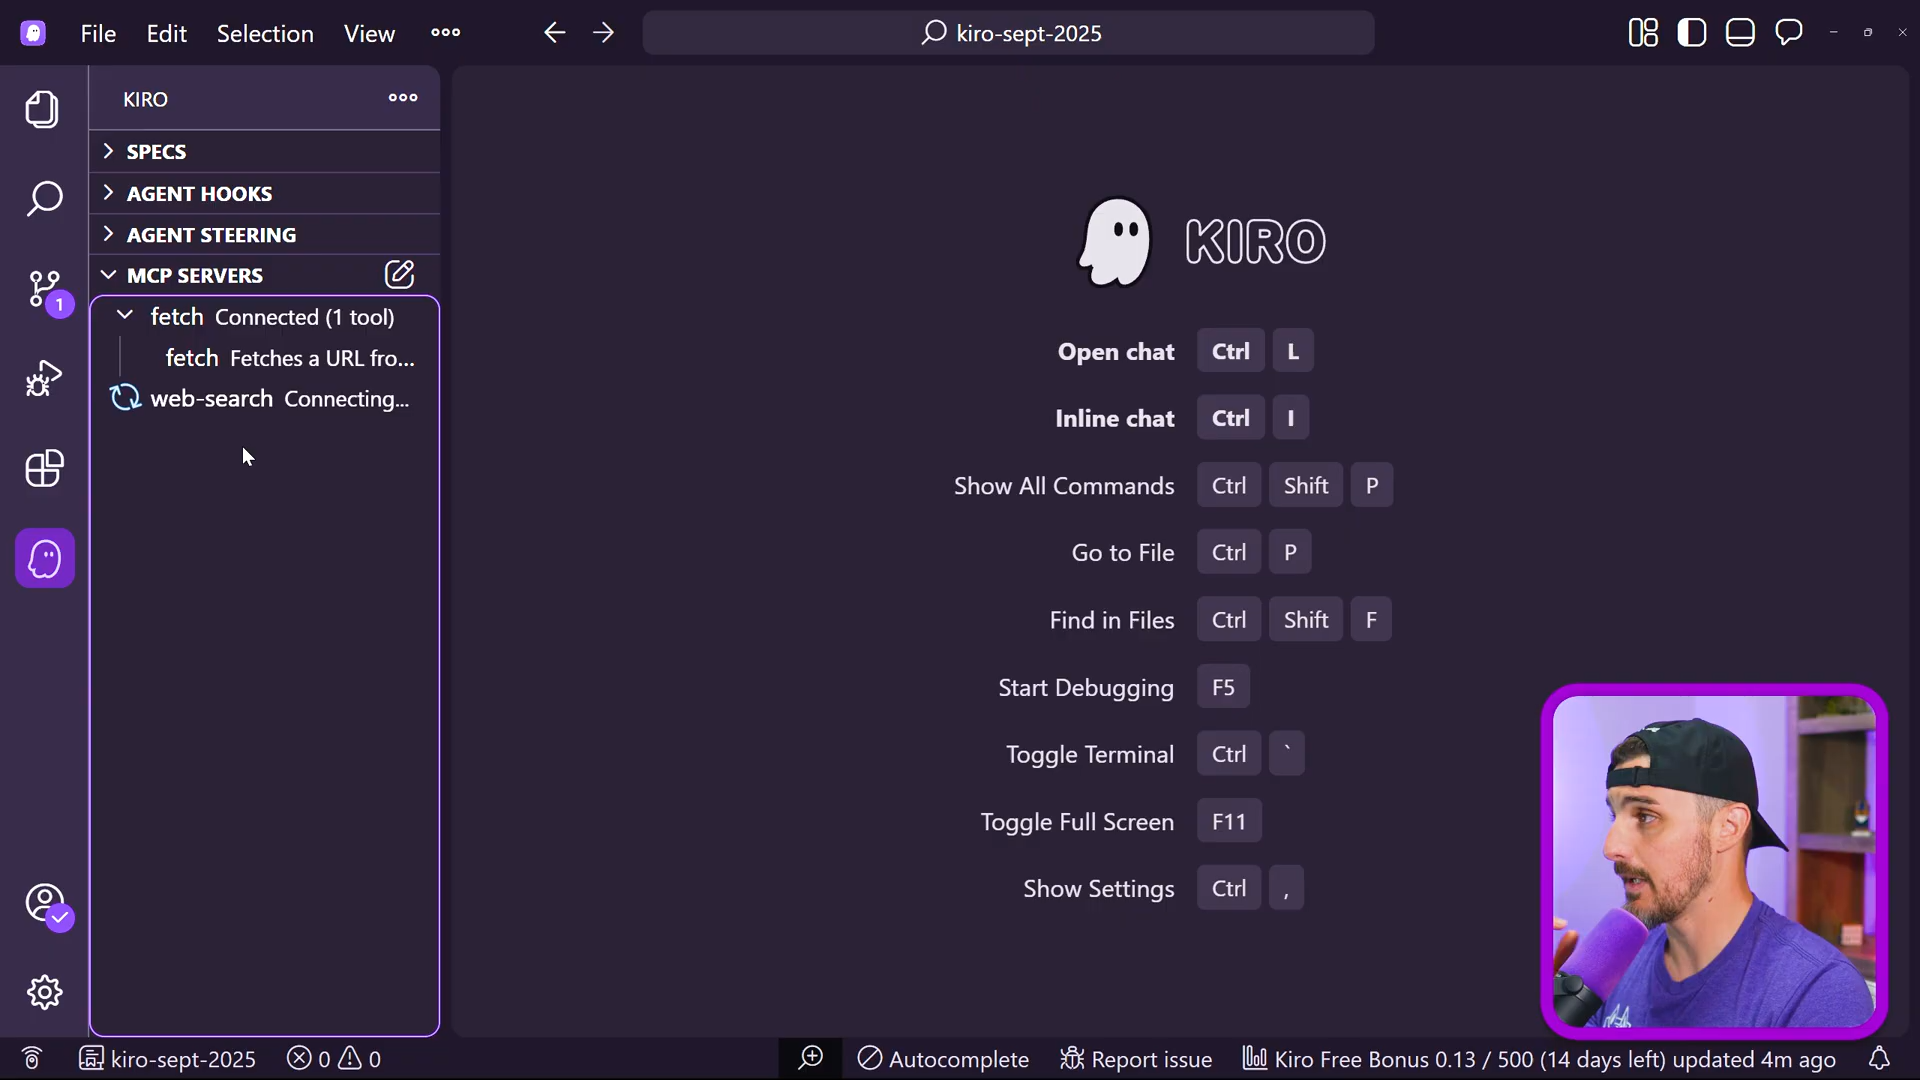 File Edit Selection View
kiro-sept-2025
KIRO
SPECS
AGENT HOOKS
AGENT STEERING
MCP SERVERS
1
fetch Connected (1 tool)
fetch Fetches a URL fro...
web-search Connecting...
KIRO
Open chat Ctrl L
Inline chat Ctrl I
Show All Commands Ctrl Shift P
Go to File Ctrl P
Find in Files Ctrl Shift F
Start Debugging F5
Toggle Terminal Ctrl `
Toggle Full Screen F11
Show Settings Ctrl ,
kiro-sept-2025 0 0 Autocomplete Report issue Kiro Free Bonus 0.13 / 500 (14 days left) updated 4m ago